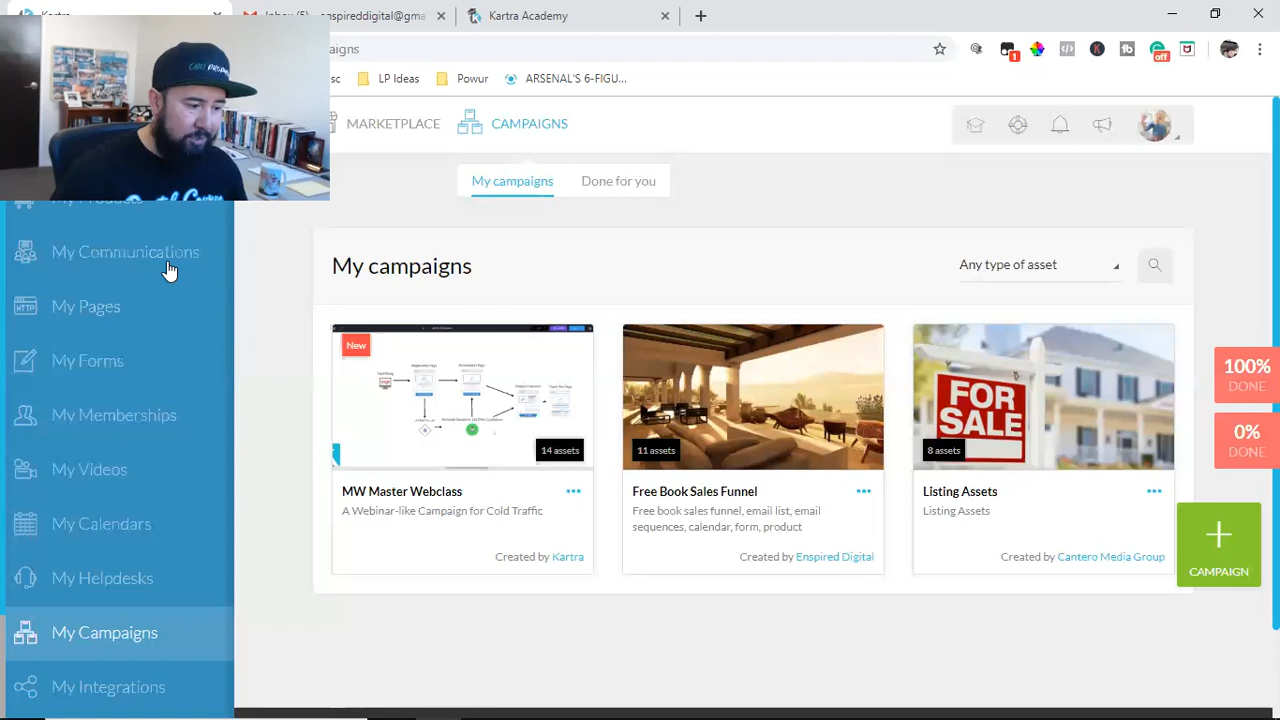 Kartra Academy
aigns
sc
LP Ideas
Powur
ARSENAL'S 6-FIGU...
1
off
MARKETPLACE
CAMPAIGNS
My campaigns
Done for you
My Communications
My Pages
My Forms
My Memberships
My Videos
My Calendars
My Helpdesks
My Campaigns
My Integrations
My campaigns
Any type of asset
New
14 assets
MW Master Webclass
A Webinar-like Campaign for Cold Traffic
Created by Kartra
11 assets
Free Book Sales Funnel
Free book sales funnel, email list, email
sequences, calendar, form, product
Created by Enspired Digital
FOR
SALE
8 assets
Listing Assets
Listing Assets
Created by Cantero Media Group
100%
DONE
0%
DONE
CAMPAIGN